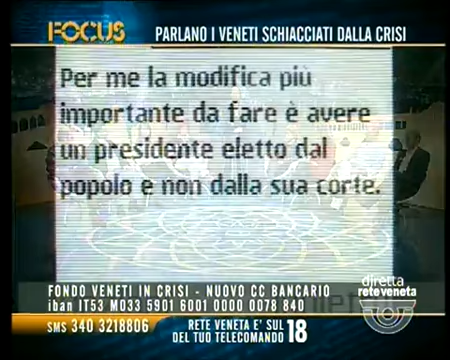 FOCUS
PARLANO I VENETI SCHIACCIATI DALLA CRISI
Per me la modifica più
importante da fare è avere
un presidente eletto dal
popolo e non dalla sua corte.
diretta
reteveneta
FONDO VENETI IN CRISI - NUOVO CC BANCARIO
iban IT53 M033 5901 6001 0000 0078 840
SMS 340 3218806
RETE VENETA E' SUL
DEL TUO TELECOMANDO 18